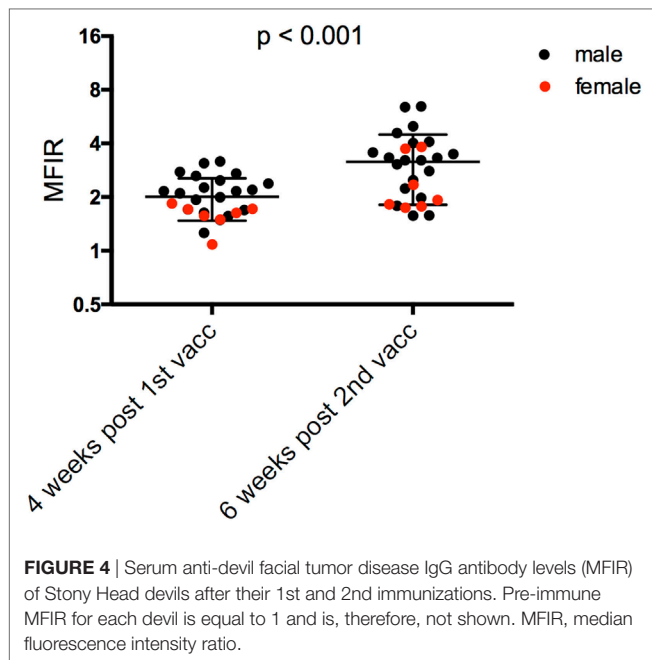 p < 0.001
male
female
MFIR
16
8
4
2
1
0.5
4 weeks post 1st vacc
6 weeks post 2nd vacc
FIGURE 4 | Serum anti-devil facial tumor disease IgG antibody levels (MFIR)
of Stony Head devils after their 1st and 2nd immunizations. Pre-immune
MFIR for each devil is equal to 1 and is, therefore, not shown. MFIR, median
fluorescence intensity ratio.